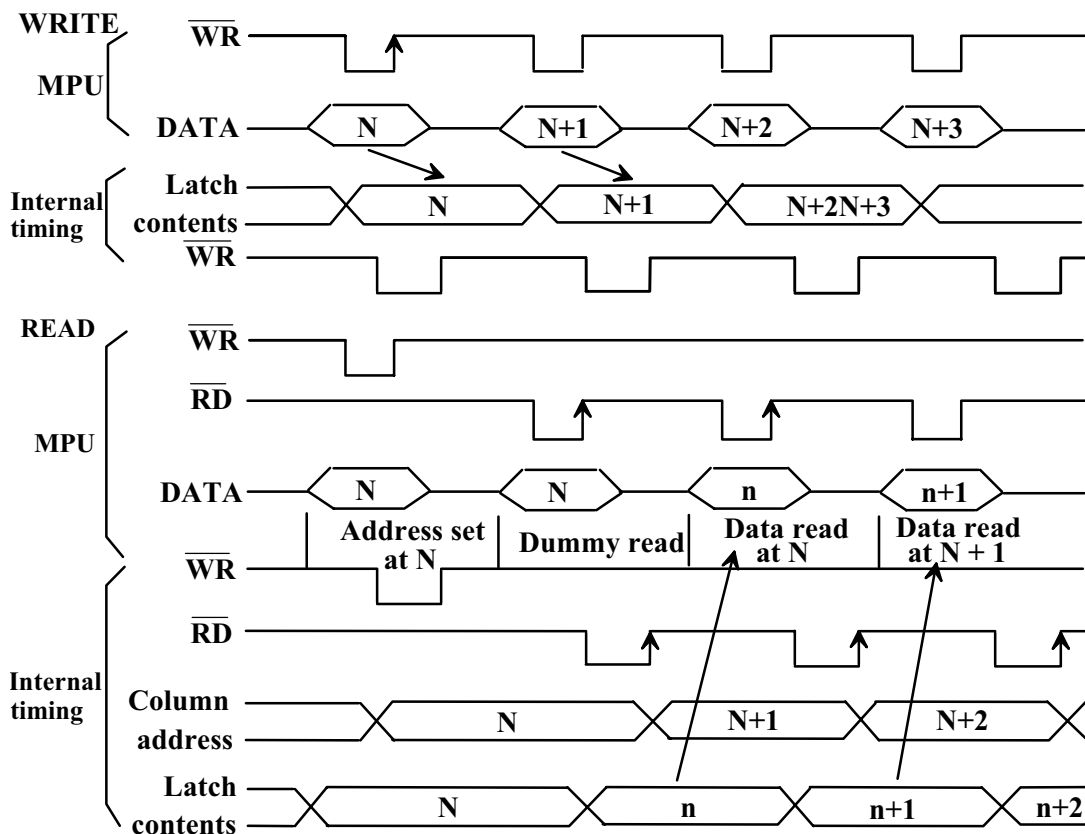 WRITE
WR
MPU
DATA
N
N+1
N+2
N+3
Internal
timing
Latch
contents
N
N+1
N+2N+3
WR
READ
WR
RD
MPU
DATA
N
N
n
n+1
Address set
at N
Dummy read
Data read
at N
Data read
at N + 1
WR
RD
Internal
timing
Column
address
N
N+1
N+2
Latch
contents
N
n
n+1
n+2